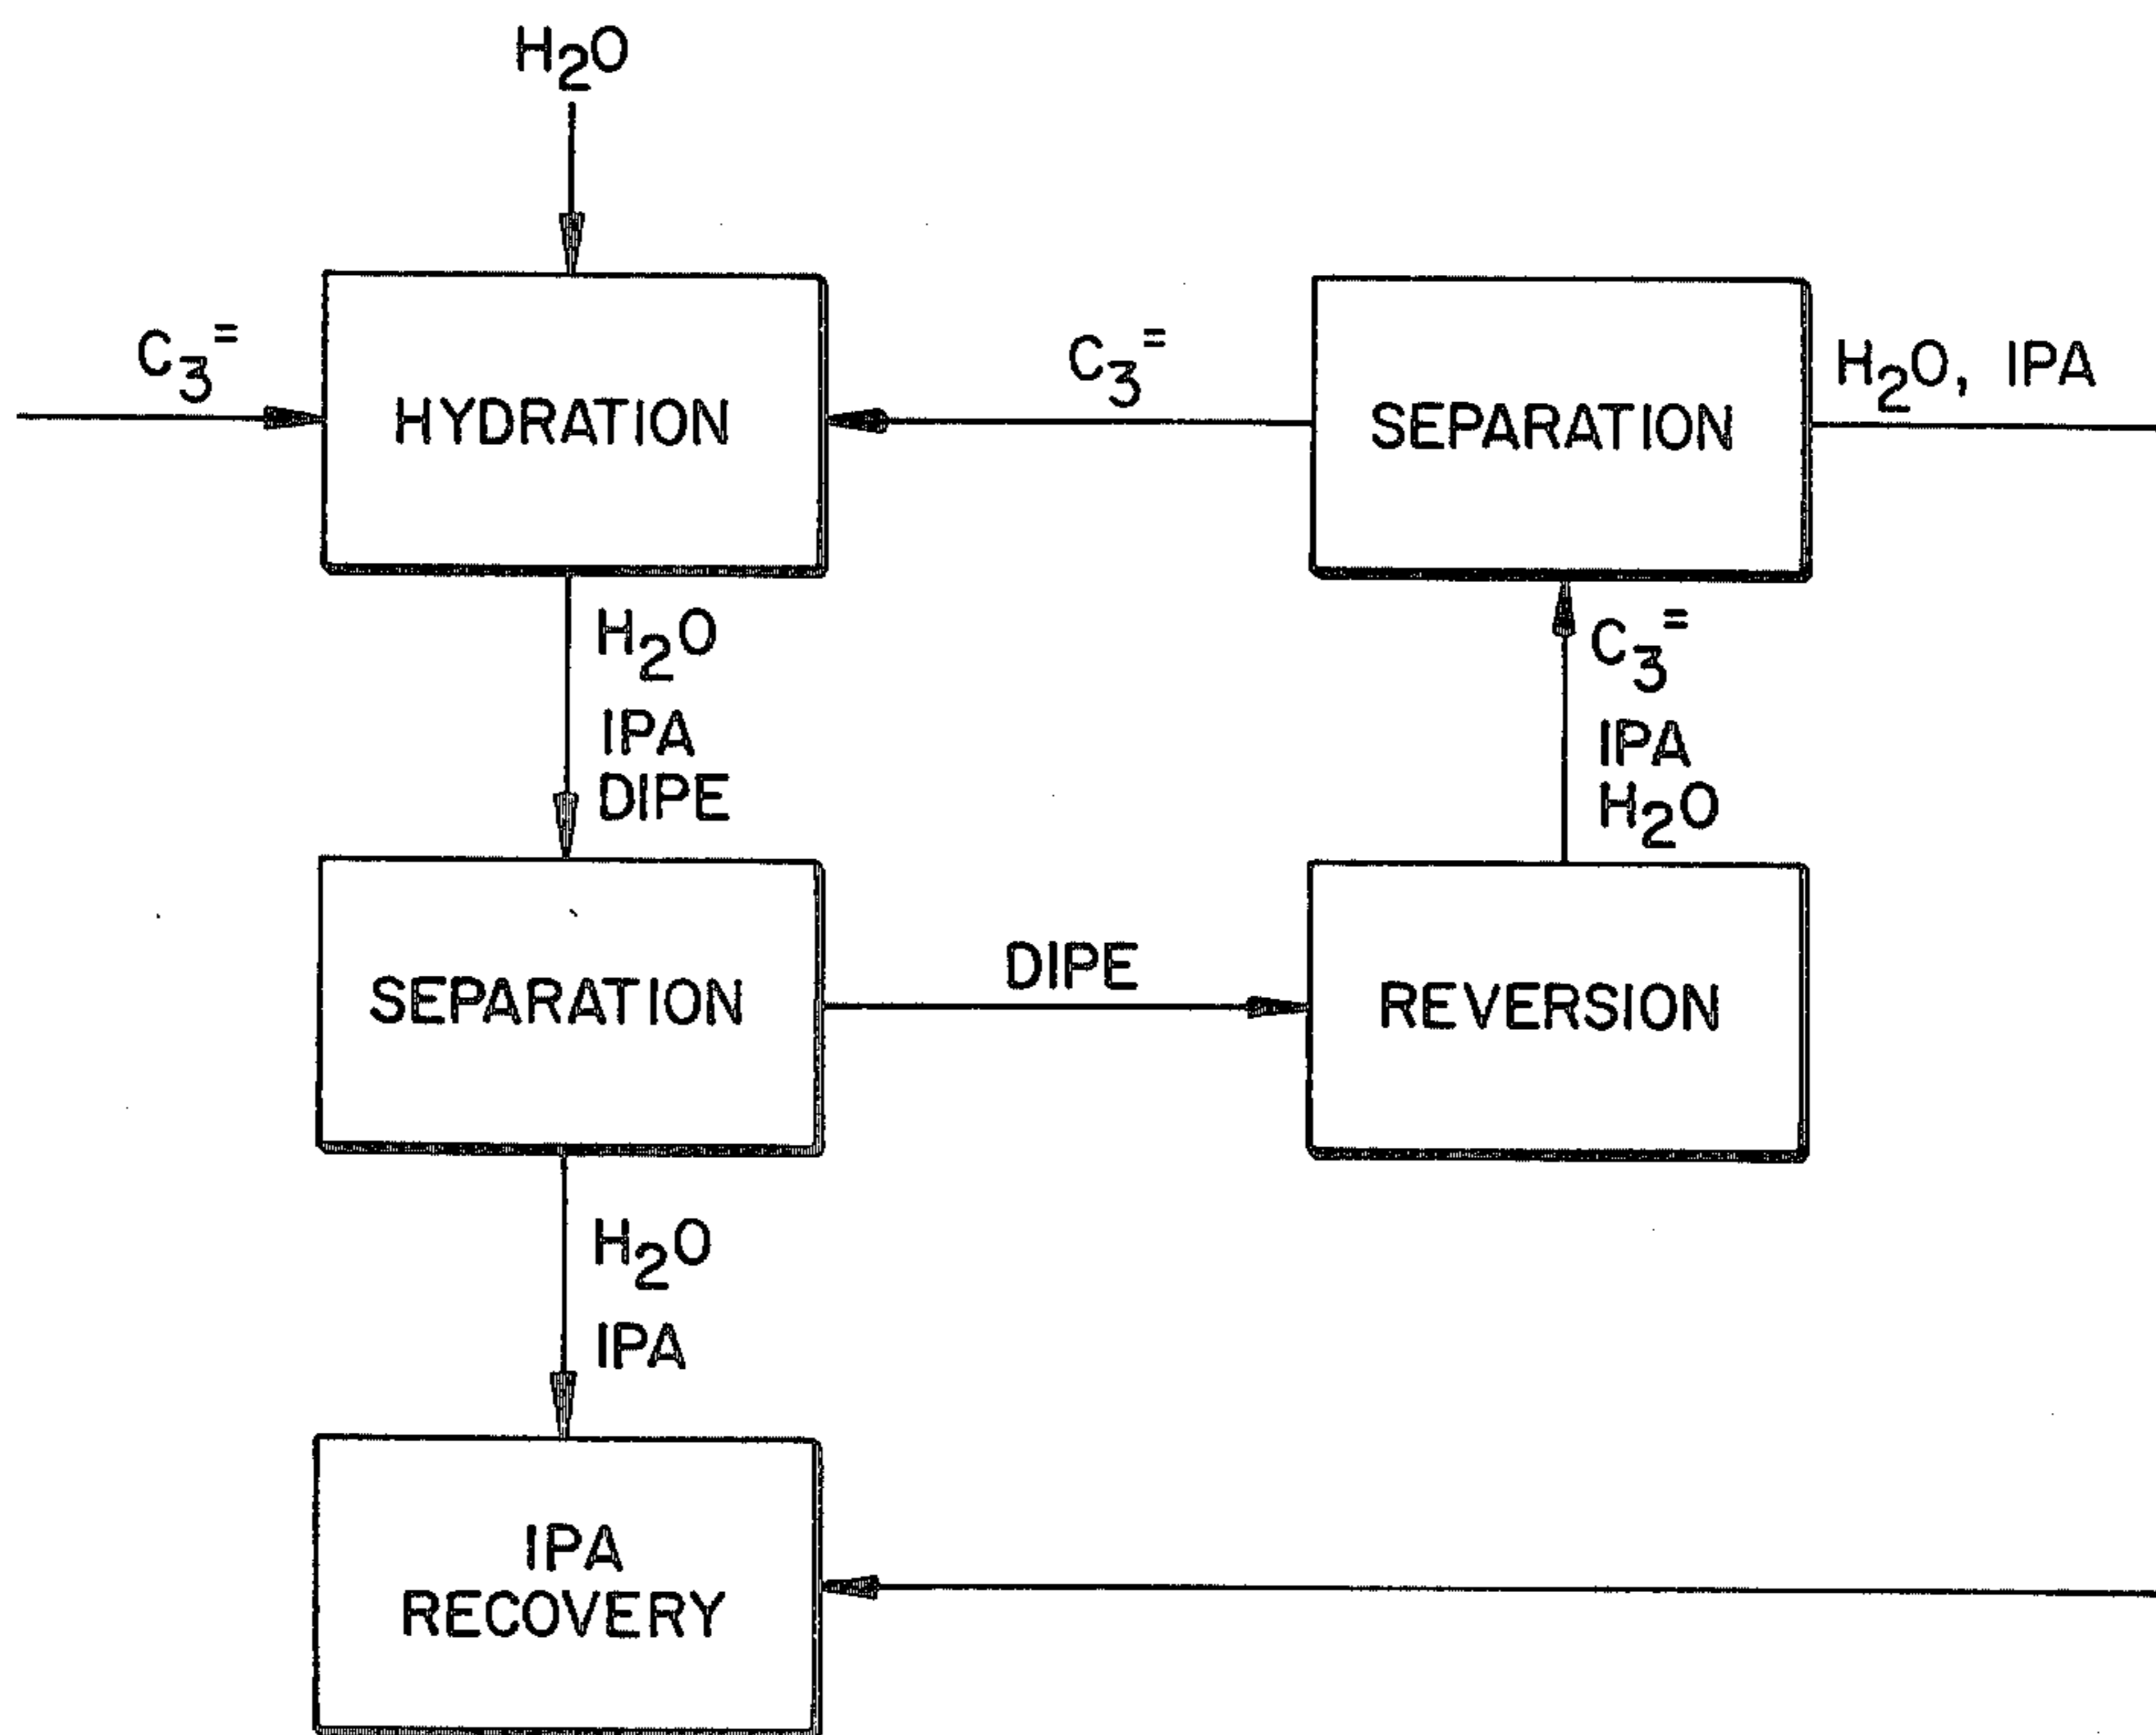 H₂O
C₃⁼
C₃⁼
H₂O, IPA
HYDRATION
SEPARATION
H₂O
IPA
DIPE
C₃⁼
IPA
H₂O
SEPARATION
DIPE
REVERSION
H₂O
IPA
IPA
RECOVERY